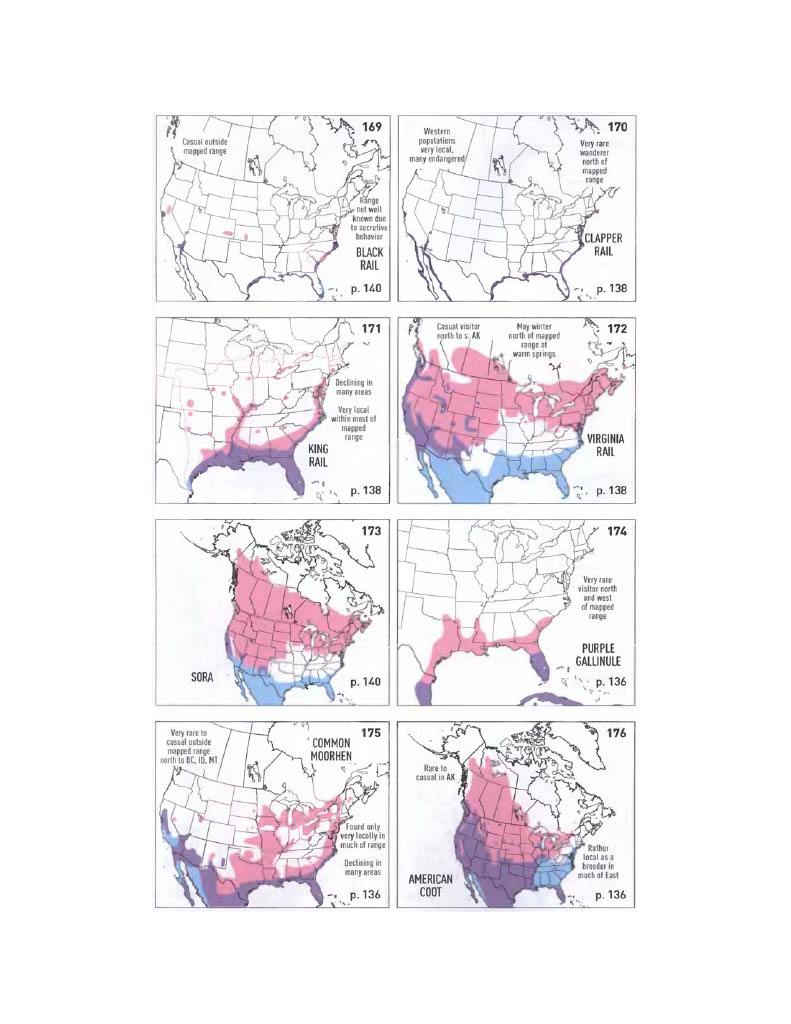 169
Casual outside
mapped range
Range
not well
known due
to secretive
behavior
BLACK
RAIL
p. 140
170
Western
populations
very local,
many endangered
Very rare
wanderer
north of
mapped
range
CLAPPER
RAIL
p. 138
171
Declining in
many areas
Very local
within most of
mapped
range
KING
RAIL
p. 138
172
Casual visitor
north to s. AK
May winter
north of mapped
range at
warm springs
VIRGINIA
RAIL
p. 138
173
SORA
p. 140
174
Very rare
visitor north
and west
of mapped
range
PURPLE
GALLINULE
p. 136
175
Very rare to
casual outside
mapped range
north to BC, ID, MT
COMMON
MOORHEN
Found only
very locally in
much of range
Declining in
many areas
p. 136
176
Rare to
casual in AK
Rather
local as a
breeder in
much of East
AMERICAN
COOT
p. 136